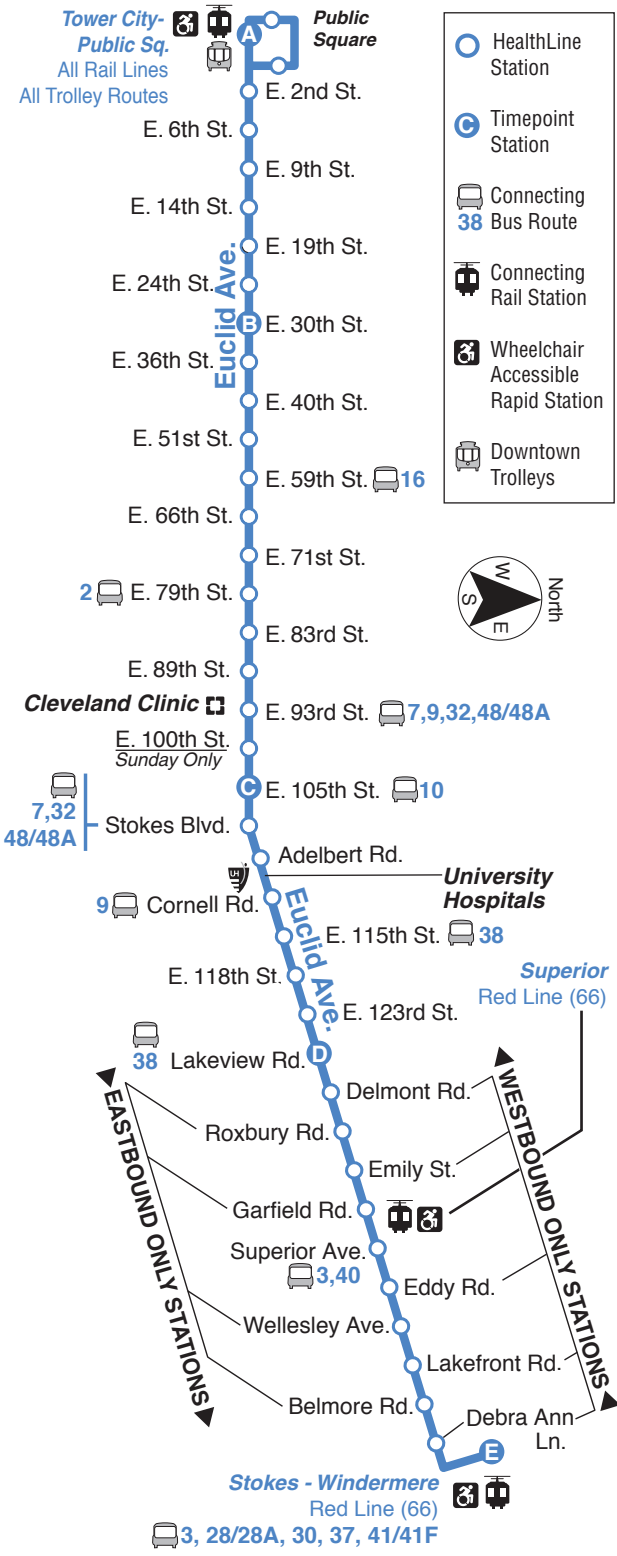 Tower City-
Public Sq.
All Rail Lines
All Trolley Routes
A
Public
Square
E. 2nd St.
E. 6th St.
E. 9th St.
E. 14th St.
E. 19th St.
Euclid Ave.
E. 24th St.
B
E. 30th St.
E. 36th St.
E. 40th St.
E. 51st St.
E. 59th St. 16
E. 66th St.
E. 71st St.
2 E. 79th St.
E. 83rd St.
E. 89th St.
Cleveland Clinic
E. 93rd St. 7,9,32,48/48A
E. 100th St.
Sunday Only
C
E. 105th St. 10
7,32
48/48A
Stokes Blvd.
Adelbert Rd.
UH
University
Hospitals
9 Cornell Rd.
Euclid Ave.
E. 115th St. 38
E. 118th St.
Superior
Red Line (66)
E. 123rd St.
38 Lakeview Rd.
D
Delmont Rd.
Roxbury Rd.
Emily St.
Garfield Rd.
Superior Ave.
3,40
Eddy Rd.
Wellesley Ave.
Lakefront Rd.
Belmore Rd.
Debra Ann
Ln.
EASTBOUND ONLY STATIONS
WESTBOUND ONLY STATIONS
E
Stokes - Windermere
Red Line (66)
3, 28/28A, 30, 37, 41/41F
HealthLine
Station
C
Timepoint
Station
Connecting
38 Bus Route
Connecting
Rail Station
Wheelchair
Accessible
Rapid Station
Downtown
Trolleys
W
S
E
North